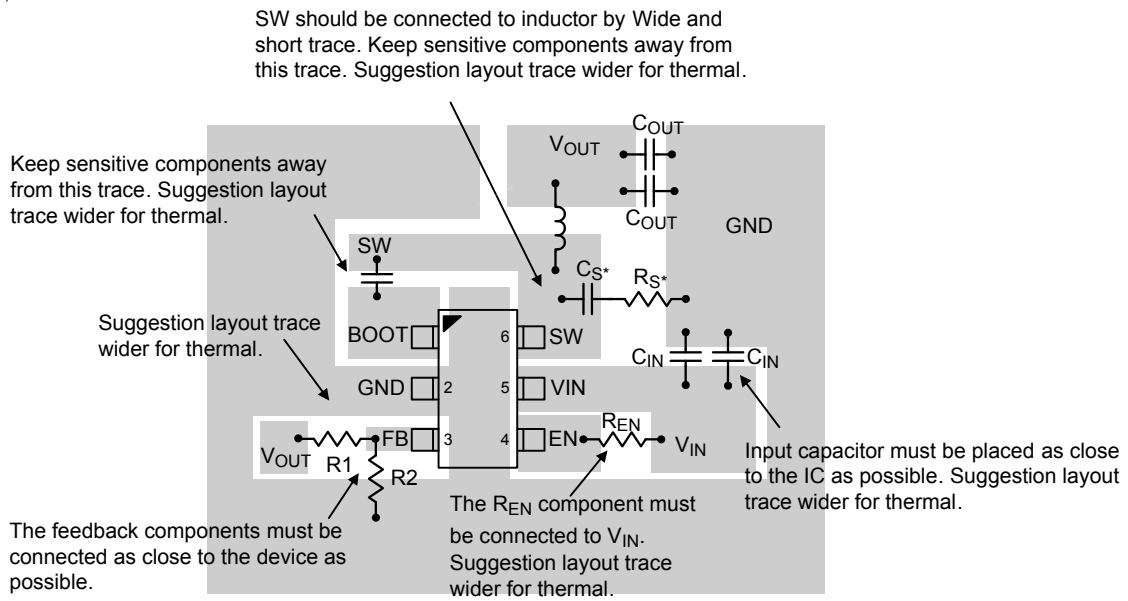 SW should be connected to inductor by Wide and
short trace. Keep sensitive components away from
this trace. Suggestion layout trace wider for thermal.
COUT
VOUT
Keep sensitive components away
from this trace. Suggestion layout
trace wider for thermal.
COUT
GND
SW
CS*
RS*
Suggestion layout trace
wider for thermal.
BOOT
6
SW
CIN
CIN
GND
2
5
VIN
REN
FB
3
4
EN
VIN
VOUT
R1
R2
Input capacitor must be placed as close
to the IC as possible. Suggestion layout
trace wider for thermal.
The REN component must
be connected to VIN.
Suggestion layout trace
wider for thermal.
The feedback components must be
connected as close to the device as
possible.